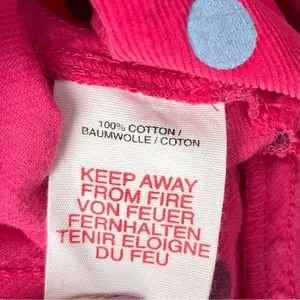 100% COTTON /
BAUMWOLLE / COTON
KEEP AWAY
FROM FIRE
VON FEUER
FERNHALTEN
TENIR ELOIGNE
DU FEU